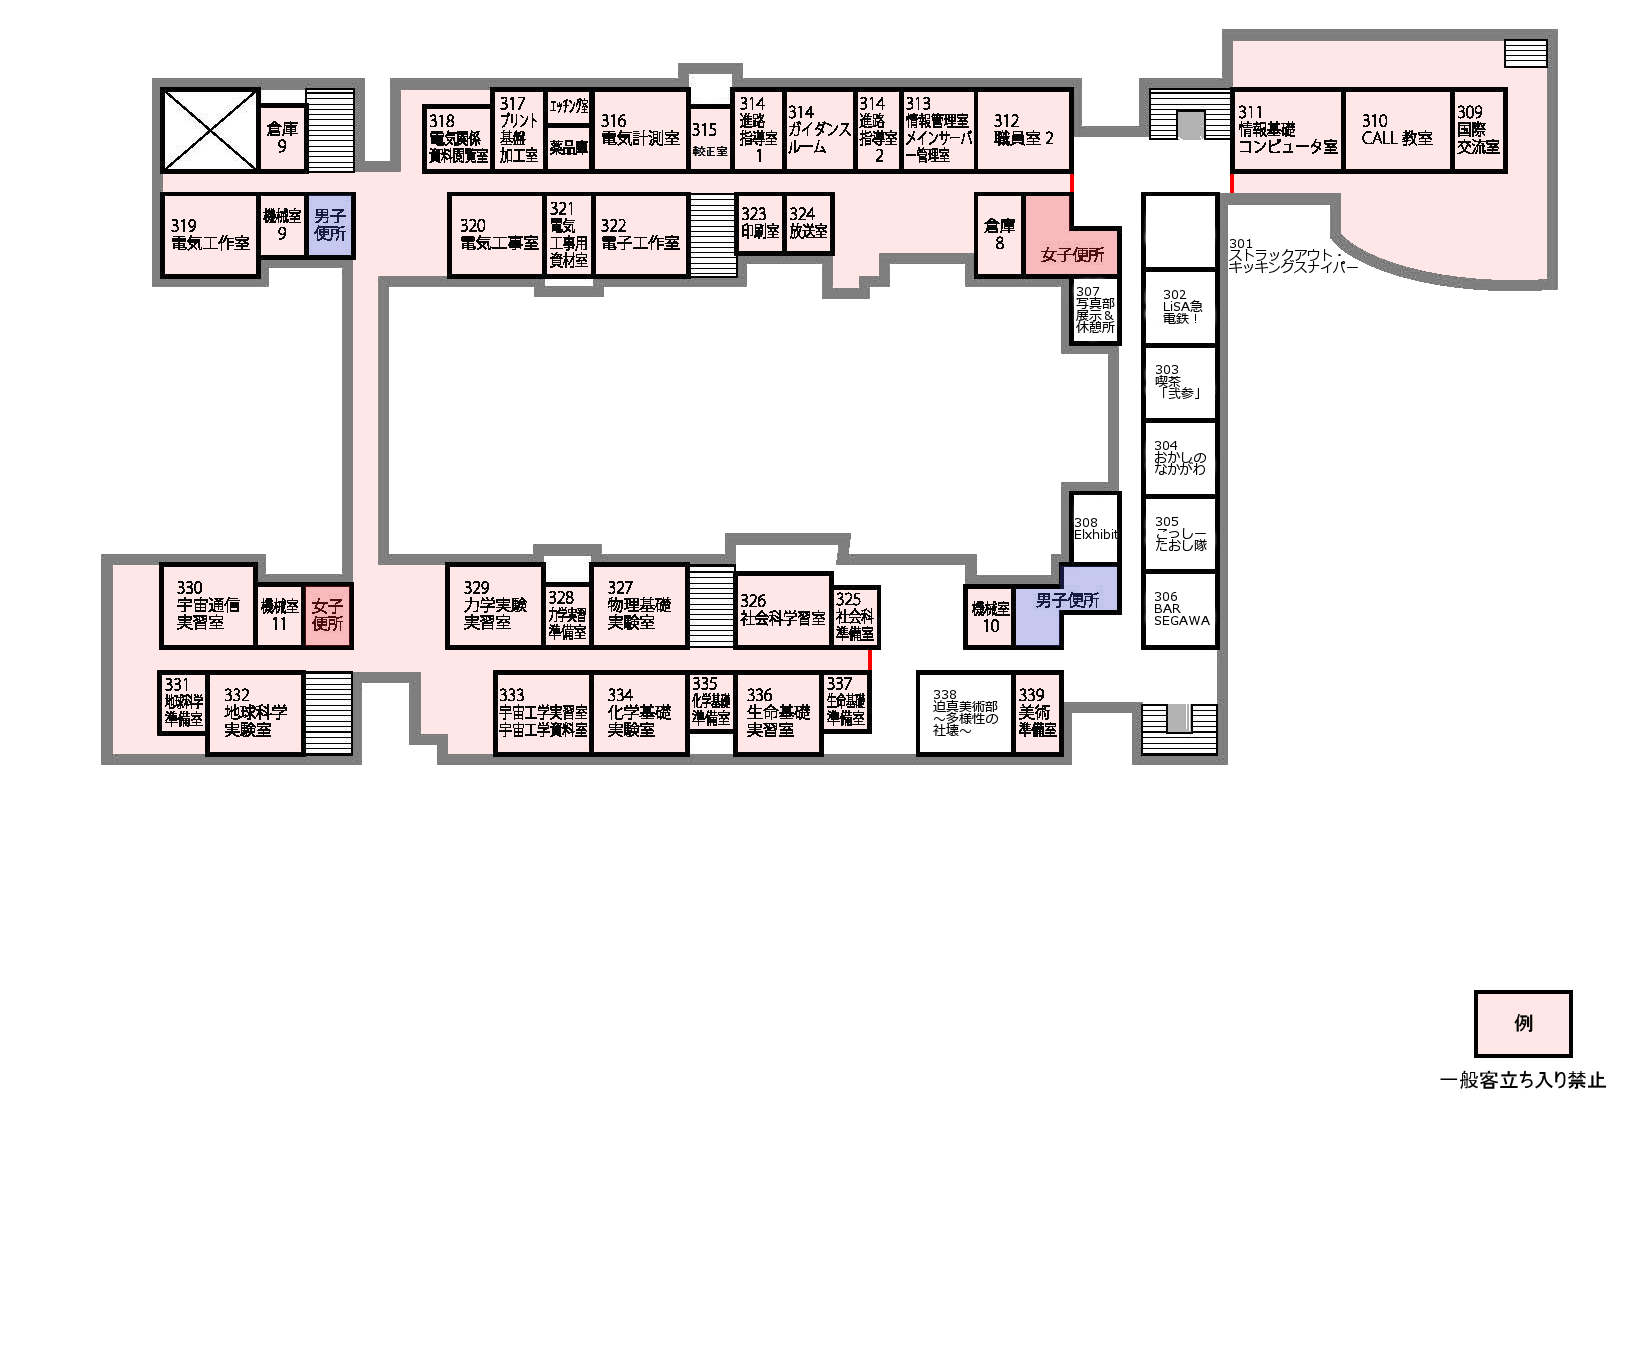 倉庫
9
318
電気関係
資料閲覧室
317
プリント
基盤
加工室
エッチング室
薬品庫
316
電気計測室
315
較正室
314
進路
指導室
1
314
ガイダンス
ルーム
314
進路
指導室
2
313
情報管理室
メインサーバ
ー管理室
312
職員室 2
311
情報基礎
コンピュータ室
310
CALL 教室
309
国際
交流室
319
電気工作室
機械室
9
男子
便所
320
電気工事室
321
電気
工事用
資材室
322
電子工作室
323
印刷室
324
放送室
倉庫
8
女子便所
301
ストラックアウト・
キッキングスナイパー
307
写真部
展示＆
休憩所
302
LiSA急
電鉄！
303
喫茶
「弐参」
304
おかしの
なかがわ
305
こっしー
たおし隊
306
BAR
SEGAWA
308
Elxhibit
330
宇宙通信
実習室
機械室
11
女子
便所
329
力学実験
実習室
328
力学実習
準備室
327
物理基礎
実験室
326
社会科学習室
325
社会科
準備室
機械室
10
男子便所
331
地球科学
準備室
332
地球科学
実験室
333
宇宙工学実習室
宇宙工学資料室
334
化学基礎
実験室
335
化学基礎
準備室
336
生命基礎
実習室
337
生命基礎
準備室
338
迫真美術部
～多様性の
社壊～
339
美術
準備室
例
一般客立ち入り禁止